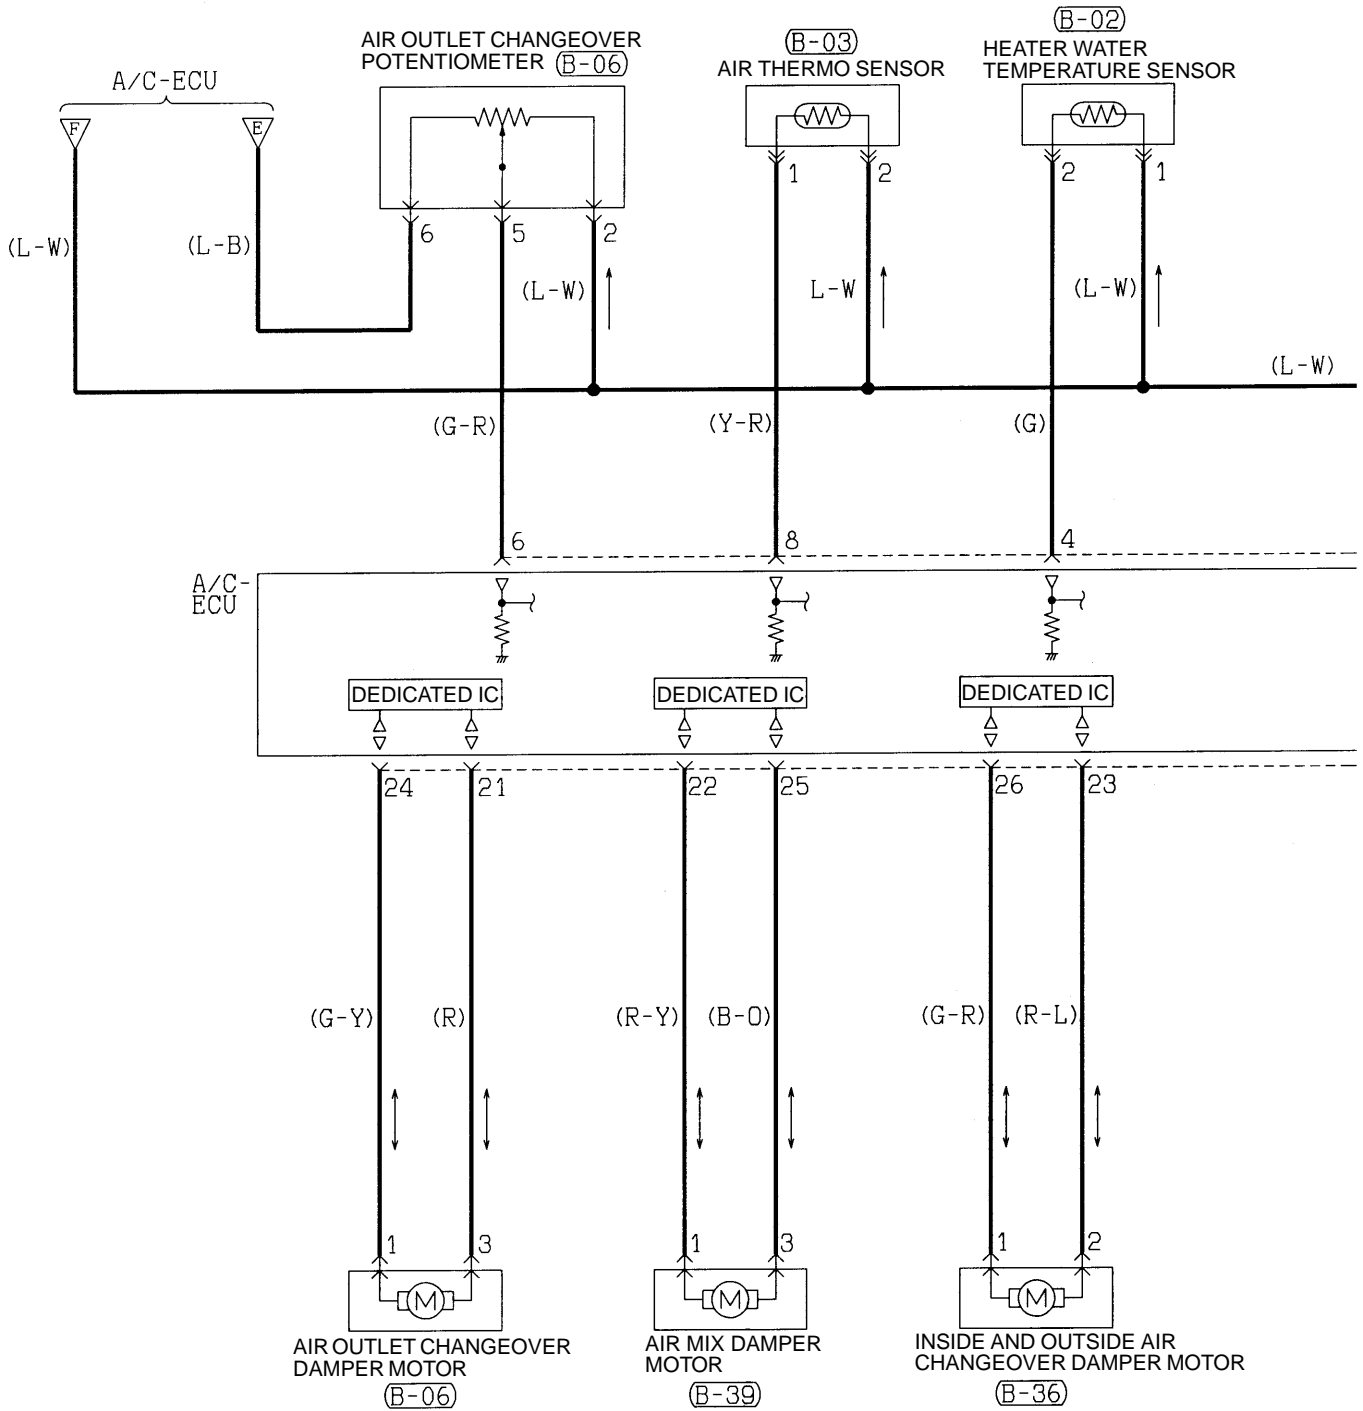 (B-02)
AIR OUTLET CHANGEOVER
POTENTIOMETER (B-06)
(B-03)
AIR THERMO SENSOR
HEATER WATER
TEMPERATURE SENSOR
A/C-ECU
F
E
6
5
2
1
2
2
1
(L-W)
(L-B)
(L-W)
L-W
(L-W)
(L-W)
(G-R)
(Y-R)
(G)
6
8
4
A/C-
ECU
DEDICATED IC
DEDICATED IC
DEDICATED IC
24
21
22
25
26
23
(G-Y)
(R)
(R-Y)
(B-O)
(G-R)
(R-L)
1
3
1
3
1
2
M
M
M
AIR OUTLET CHANGEOVER
DAMPER MOTOR
(B-06)
AIR MIX DAMPER
MOTOR
(B-39)
INSIDE AND OUTSIDE AIR
CHANGEOVER DAMPER MOTOR
(B-36)